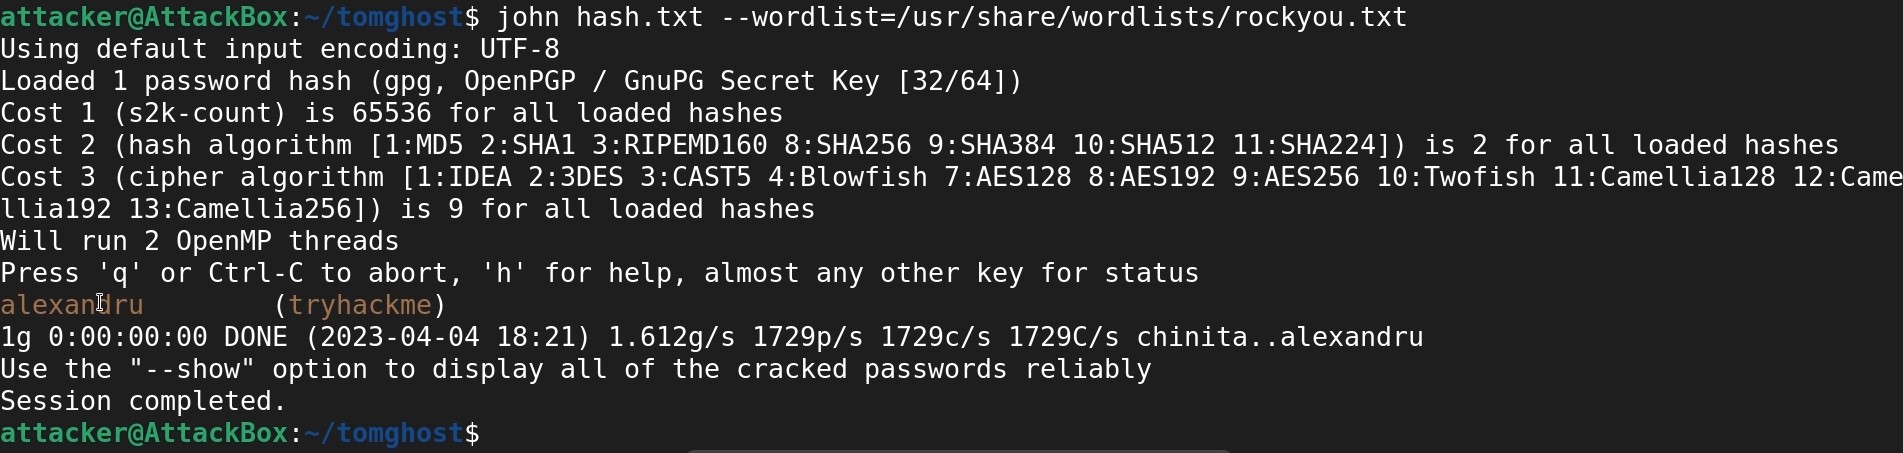 attacker@AttackBox:~/tomghost$ john hash.txt --wordlist=/usr/share/wordlists/rockyou.txt
Using default input encoding: UTF-8
Loaded 1 password hash (gpg, OpenPGP / GnuPG Secret Key [32/64])
Cost 1 (s2k-count) is 65536 for all loaded hashes
Cost 2 (hash algorithm [1:MD5 2:SHA1 3:RIPEMD160 8:SHA256 9:SHA384 10:SHA512 11:SHA224]) is 2 for all loaded hashes
Cost 3 (cipher algorithm [1:IDEA 2:3DES 3:CAST5 4:Blowfish 7:AES128 8:AES192 9:AES256 10:Twofish 11:Camellia128 12:Came
llia192 13:Camellia256]) is 9 for all loaded hashes
Will run 2 OpenMP threads
Press 'q' or Ctrl-C to abort, 'h' for help, almost any other key for status
alexandru        (tryhackme)
1g 0:00:00:00 DONE (2023-04-04 18:21) 1.612g/s 1729p/s 1729c/s 1729C/s chinita..alexandru
Use the "--show" option to display all of the cracked passwords reliably
Session completed.
attacker@AttackBox:~/tomghost$